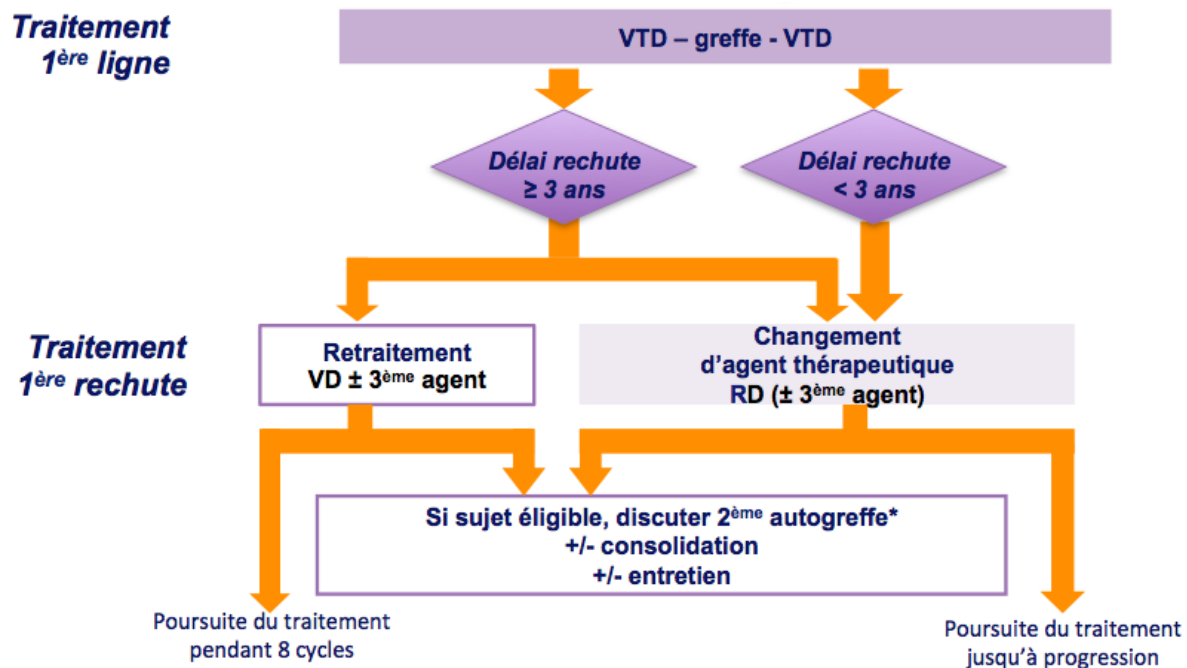 Traitement
1ère ligne
VTD – greffe - VTD
Délai rechute
≥ 3 ans
Délai rechute
< 3 ans
Traitement
1ère rechute
Retraitement
VD ± 3ème agent
Changement
d'agent thérapeutique
RD (± 3ème agent)
Si sujet éligible, discuter 2ème autogreffe*
+/- consolidation
+/- entretien
Poursuite du traitement
pendant 8 cycles
Poursuite du traitement
jusqu'à progression